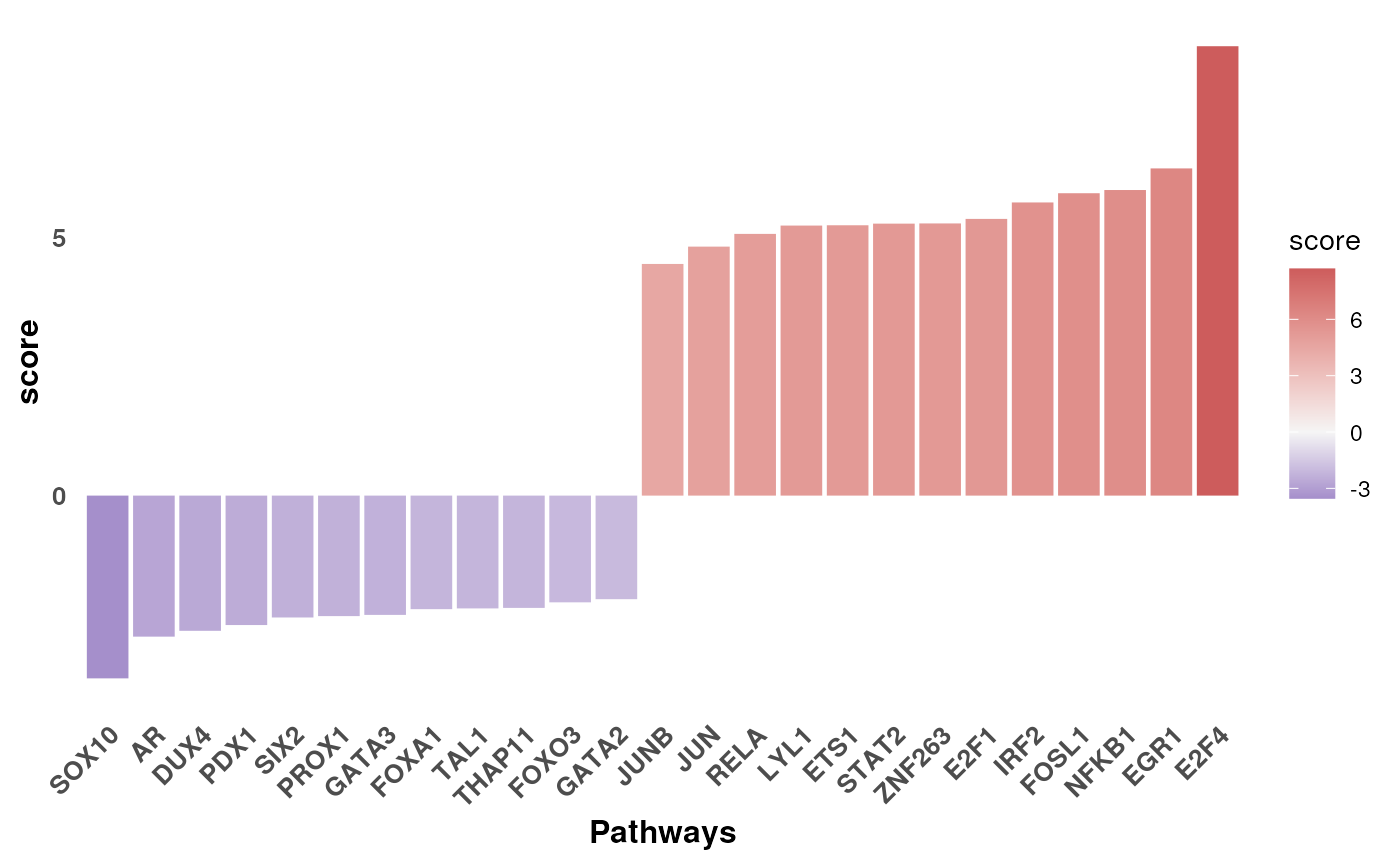 5
0
score
SOX10
AR
DUX4
PDX1
SIX2
PROX1
GATA3
FOXA1
TAL1
THAP11
FOXO3
GATA2
JUNB
JUN
RELA
LYL1
ETS1
STAT2
ZNF263
E2F1
IRF2
FOSL1
NFKB1
EGR1
E2F4
Pathways
score
6
3
0
-3